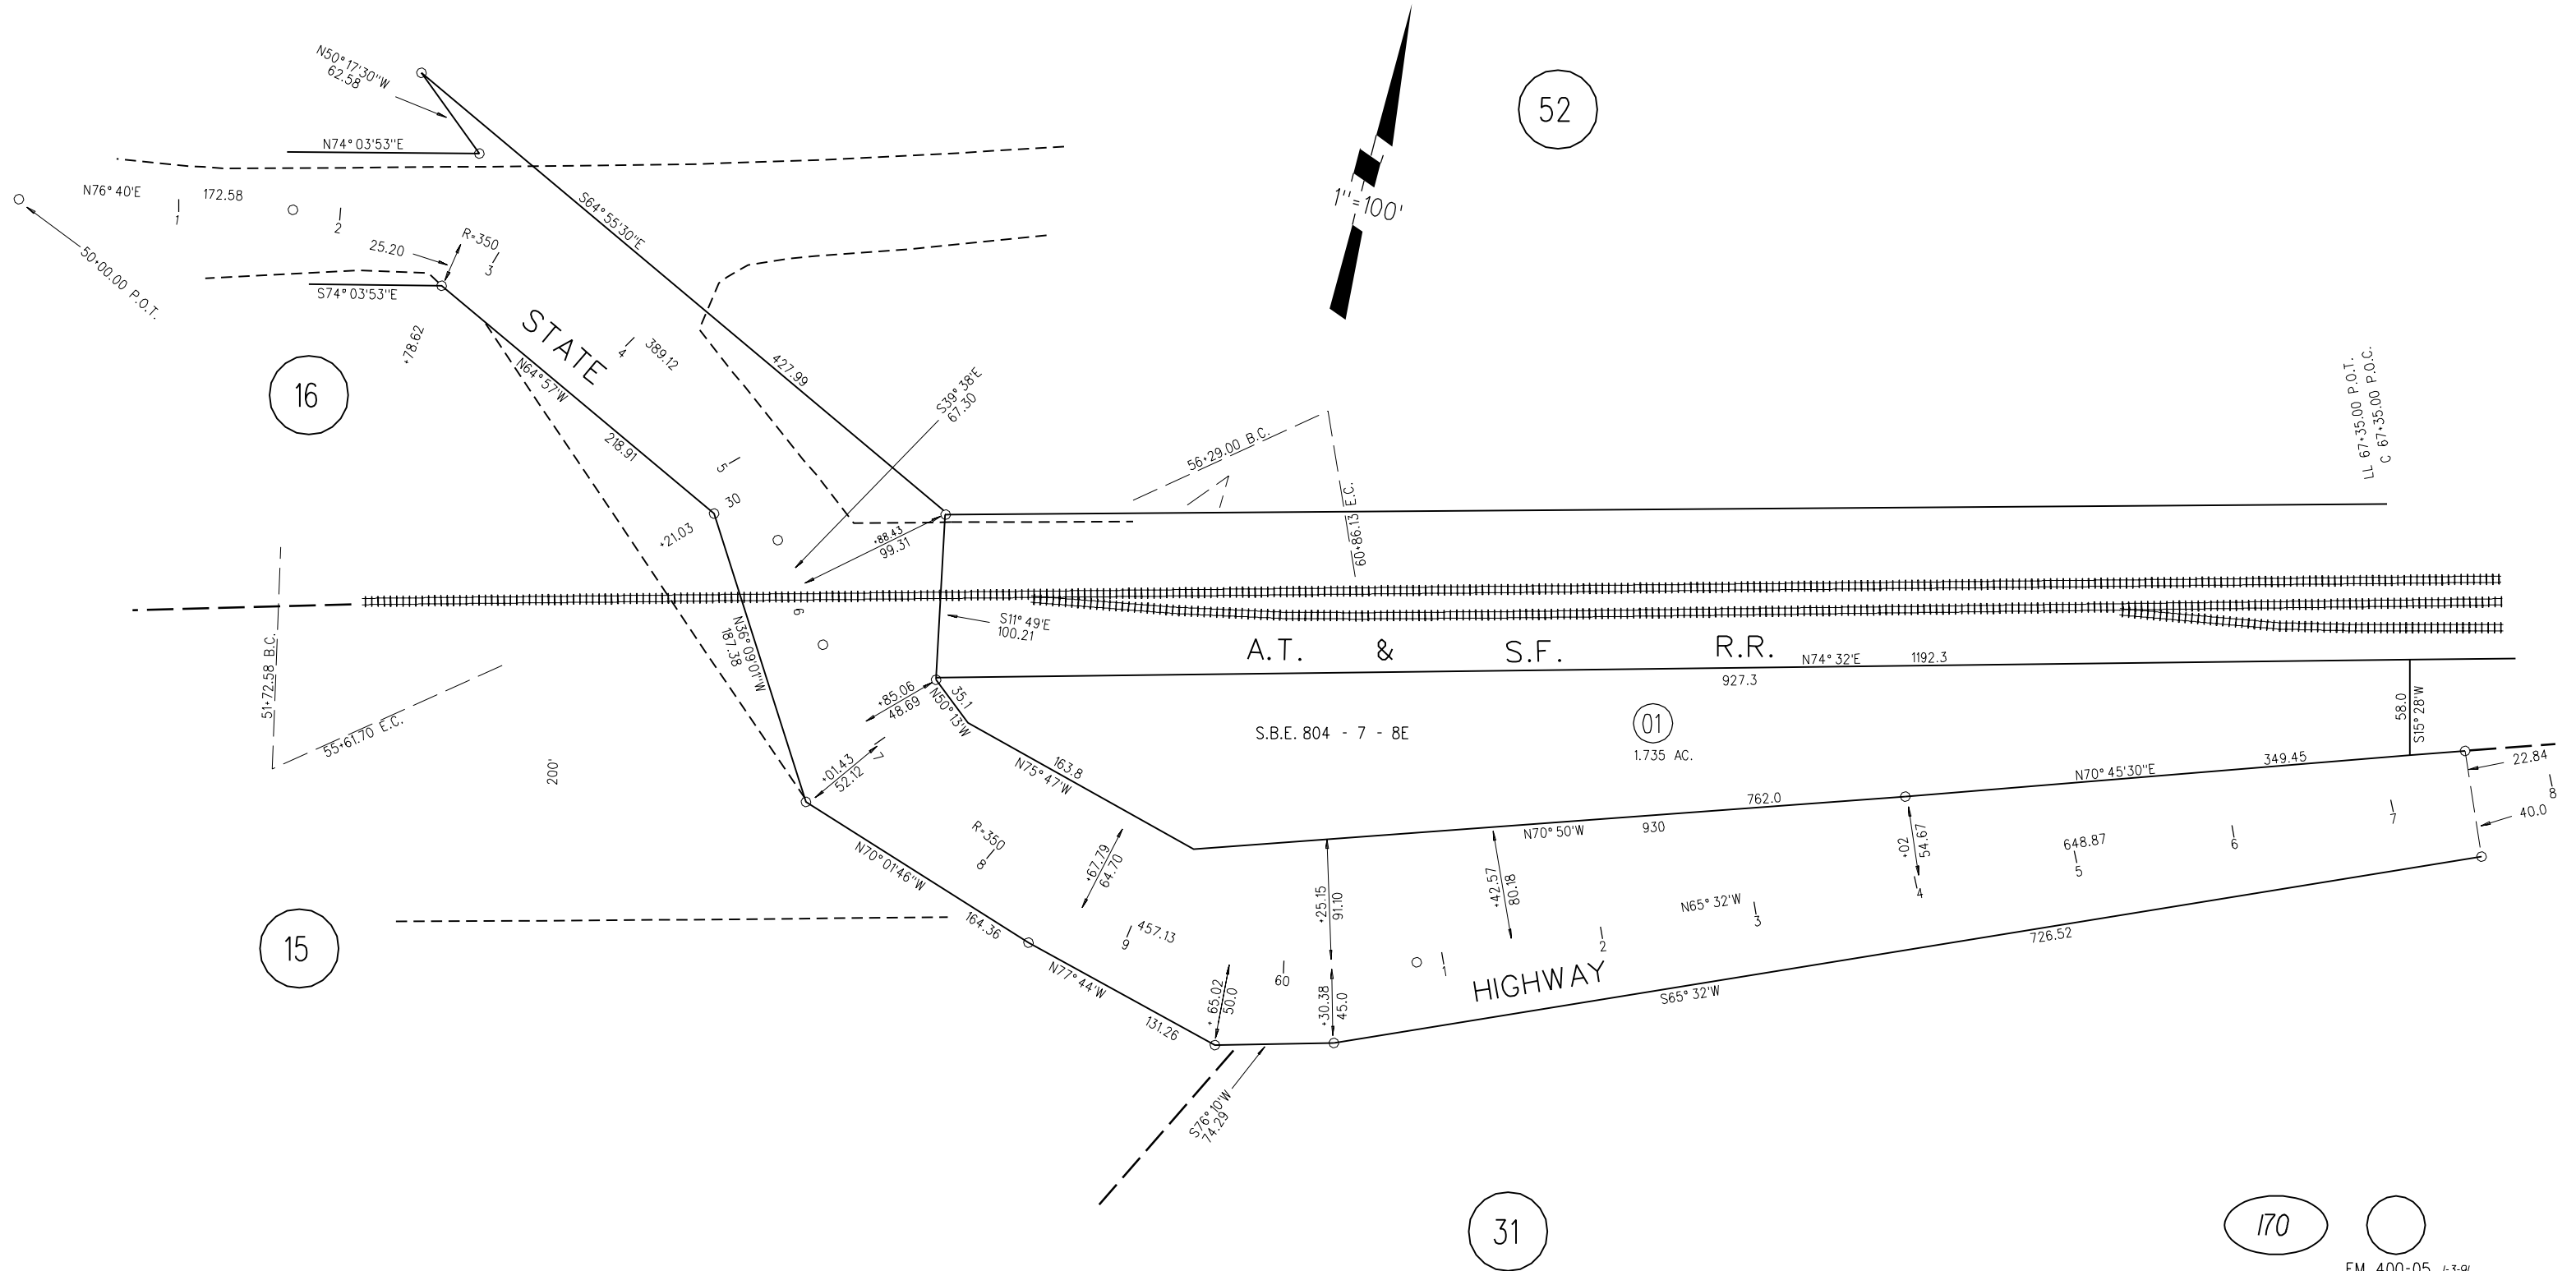 N50°17'30"W
62.58
N74°03'53"E
N76°40'E
172.58
1
2
50+00.00 P.O.T.
25.20
R=350
3
S74°03'53"E
+78.62
S64°55'30"E
427.99
52
1"=100'
16
STATE
4
389.12
N64°57'W
218.91
5
30
+21.03
S39°38'E
67.30
+88.43
99.31
56+29.00 B.C.
60+86.13 E.C.
LL 67+35.00 P.O.T.
C 67+35.00 P.O.C.
6
N36°09'01"W
187.38
S11°49'E
100.21
A.T. & S.F. R.R.
N74°32'E
1192.3
927.3
51+72.58 B.C.
55+61.70 E.C.
200'
+85.06
48.69
35.1
N50°13'W
S.B.E. 804 - 7 - 8E
01
1.735 AC.
58.0
S15°28'W
+01.43
52.12
7
163.8
N75°47'W
762.0
N70°50'W
930
N70°45'30"E
349.45
22.84
8
40.0
R=350
8
N70°01'46"W
164.36
+67.79
64.70
9
457.13
+25.15
91.10
+42.57
80.18
+02
54.67
4
648.87
5
6
7
N65°32'W
3
2
1
HIGHWAY
726.52
S65°32'W
15
N77°44'W
131.26
+ 65.02
50.0
60
+30.38
45.0
S76°10'W
74.29
31
170
FM 400-05 1-3-91